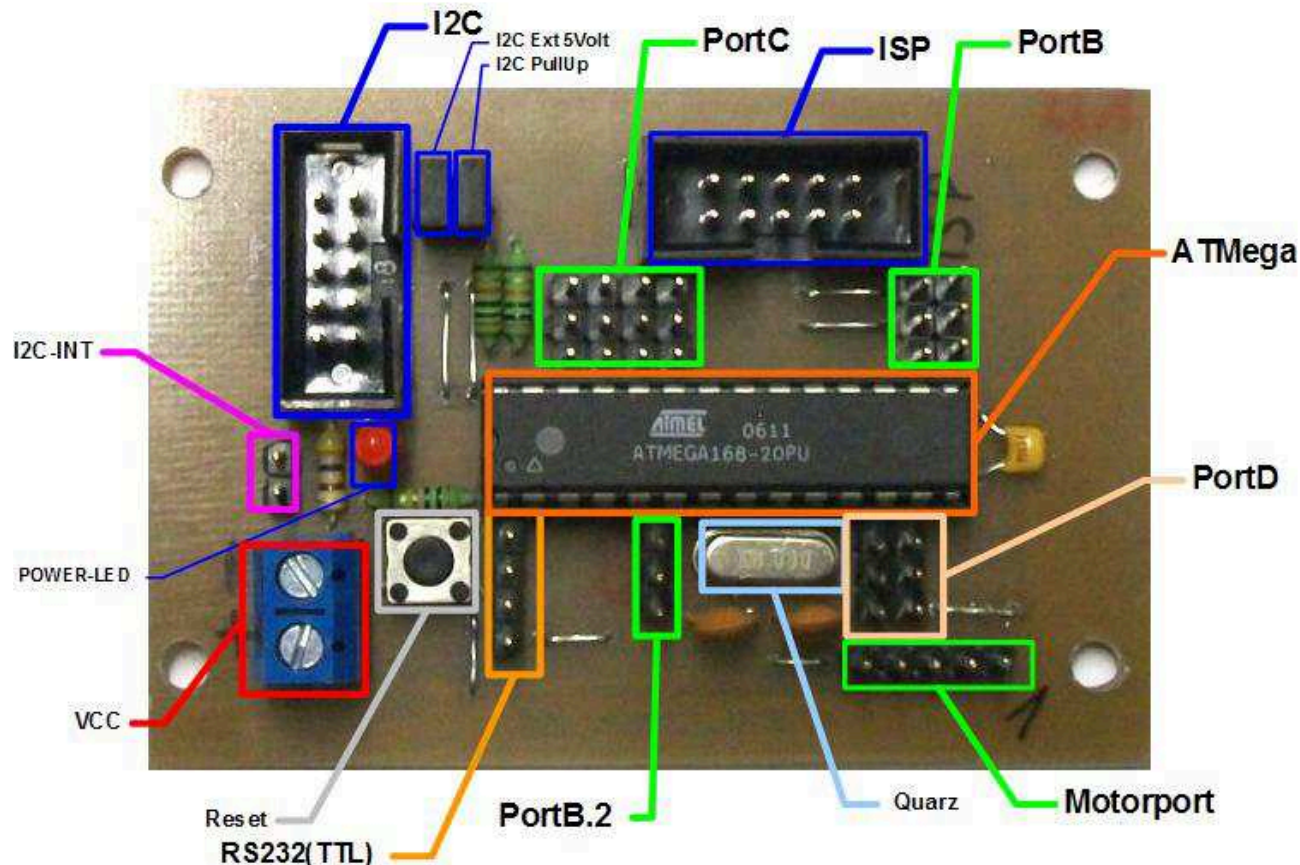 I2C
I2C Ext 5Volt
I2C PullUp
PortC
ISP
PortB
ATMega
I2C-INT
ATMEL 0611
ATMEGA168-20PU
PortD
POWER-LED
VCC
Reset
RS232(TTL)
PortB.2
Quarz
Motorport
1